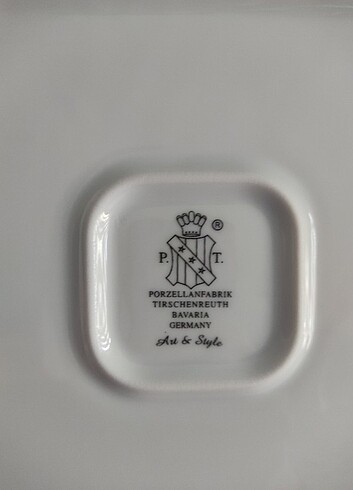 ®
P. T.
PORZELLANFABRIK
TIRSCHENREUTH
BAVARIA
GERMANY
Art & Style